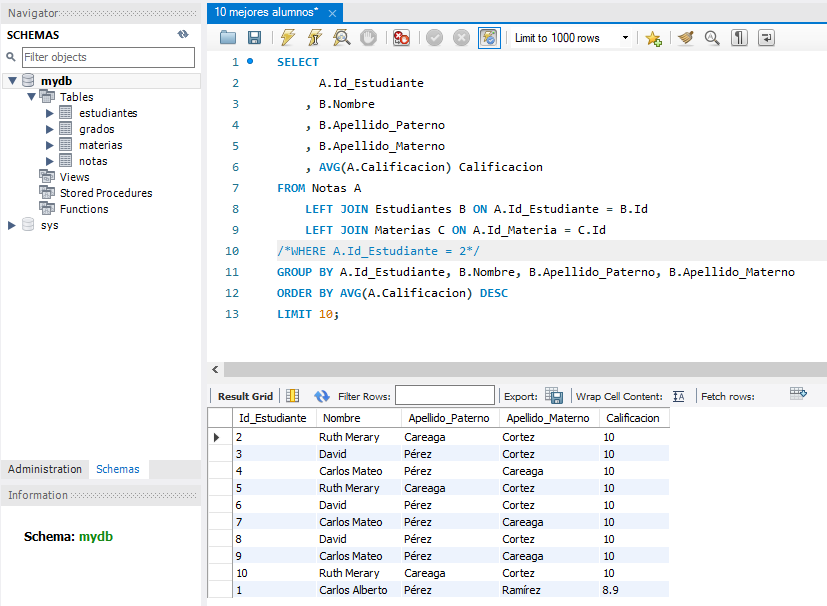 Navigator
SCHEMAS
Filter objects
mydb
Tables
estudiantes
grados
materias
notas
Views
Stored Procedures
Functions
sys
Administration Schemas
Information
Schema: mydb
10 mejores alumnos*
Limit to 1000 rows
1 SELECT
2 A.Id_Estudiante
3 , B.Nombre
4 , B.Apellido_Paterno
5 , B.Apellido_Materno
6 , AVG(A.Calificacion) Calificacion
7 FROM Notas A
8 LEFT JOIN Estudiantes B ON A.Id_Estudiante = B.Id
9 LEFT JOIN Materias C ON A.Id_Materia = C.Id
10 /*WHERE A.Id_Estudiante = 2*/
11 GROUP BY A.Id_Estudiante, B.Nombre, B.Apellido_Paterno, B.Apellido_Materno
12 ORDER BY AVG(A.Calificacion) DESC
13 LIMIT 10;
Result Grid Filter Rows: Export: Wrap Cell Content: Fetch rows:
Id_Estudiante Nombre Apellido_Paterno Apellido_Materno Calificacion
2 Ruth Merary Careaga Cortez 10
3 David Pérez Cortez 10
4 Carlos Mateo Pérez Careaga 10
5 Ruth Merary Careaga Cortez 10
6 David Pérez Cortez 10
7 Carlos Mateo Pérez Careaga 10
8 David Pérez Cortez 10
9 Carlos Mateo Pérez Careaga 10
10 Ruth Merary Careaga Cortez 10
1 Carlos Alberto Pérez Ramírez 8.9